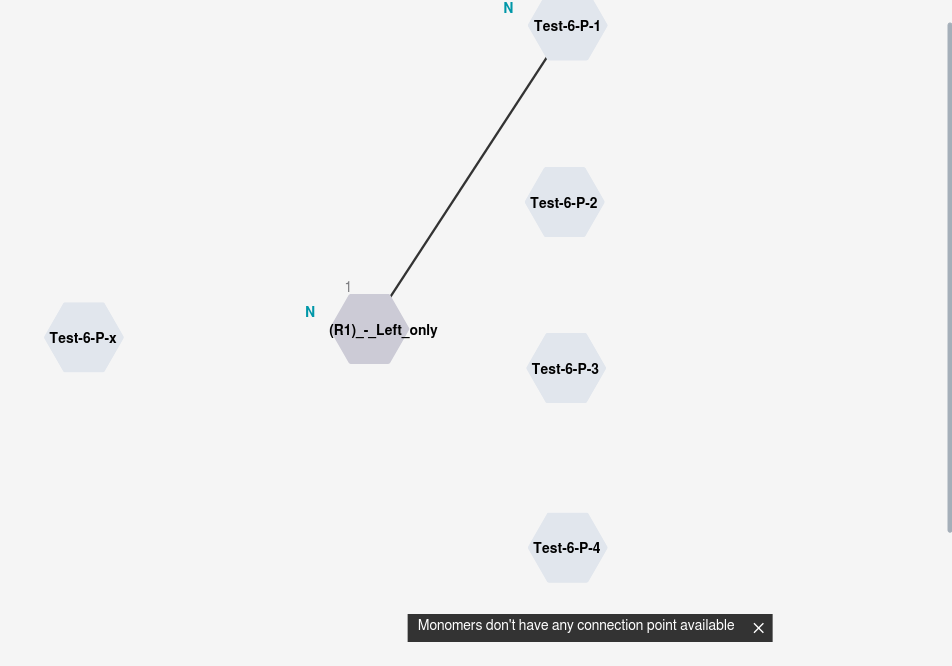 N
Test-6-P-1
Test-6-P-2
1
N
(R1)_-_Left_only
Test-6-P-x
Test-6-P-3
Test-6-P-4
Monomers don't have any connection point available